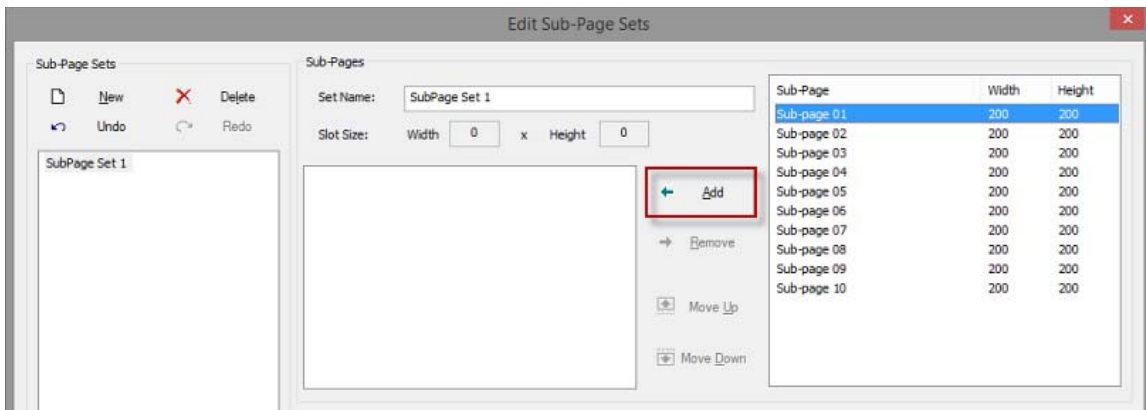 Edit Sub-Page Sets
Sub-Page Sets
New Delete
Undo Redo
SubPage Set 1
Sub-Pages
Set Name: SubPage Set 1
Slot Size: Width 0 x Height 0
Add
Remove
Move Up
Move Down
Sub-Page Width Height
Sub-page 01 200 200
Sub-page 02 200 200
Sub-page 03 200 200
Sub-page 04 200 200
Sub-page 05 200 200
Sub-page 06 200 200
Sub-page 07 200 200
Sub-page 08 200 200
Sub-page 09 200 200
Sub-page 10 200 200